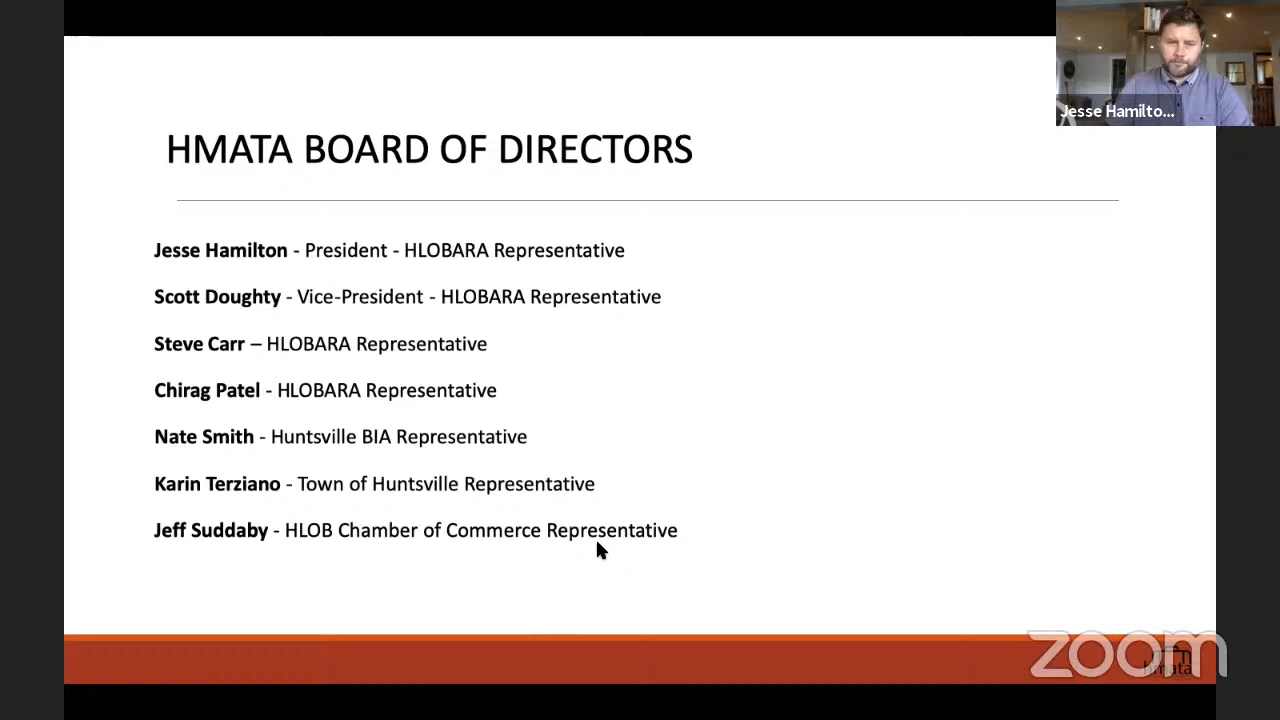 Jesse Hamilto...
HMATA BOARD OF DIRECTORS
Jesse Hamilton - President - HLOBARA Representative
Scott Doughty - Vice-President - HLOBARA Representative
Steve Carr – HLOBARA Representative
Chirag Patel - HLOBARA Representative
Nate Smith - Huntsville BIA Representative
Karin Terziano - Town of Huntsville Representative
Jeff Suddaby - HLOB Chamber of Commerce Representative
zoom
hmata